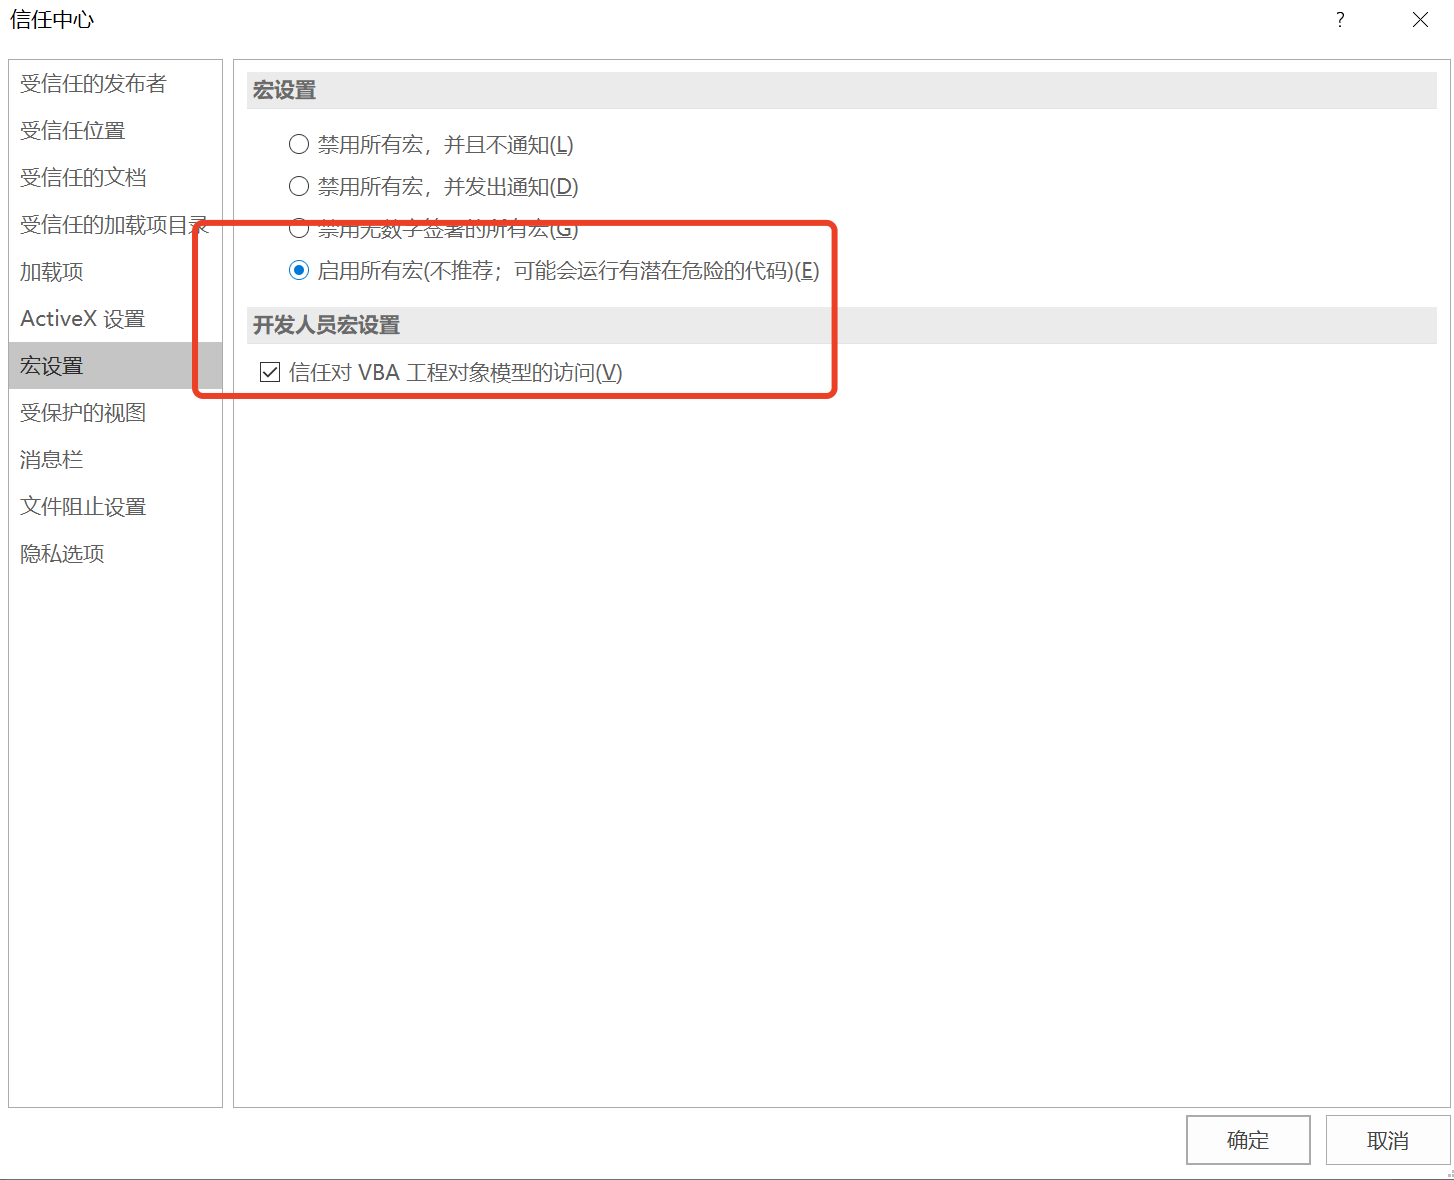 信任中心
?
受信任的发布者
受信任位置
受信任的文档
受信任的加载项目录
加载项
ActiveX 设置
宏设置
受保护的视图
消息栏
文件阻止设置
隐私选项
宏设置
禁用所有宏，并且不通知(L)
禁用所有宏，并发出通知(D)
禁用无数字签署的所有宏(G)
启用所有宏(不推荐；可能会运行有潜在危险的代码)(E)
开发人员宏设置
信任对 VBA 工程对象模型的访问(V)
确定
取消